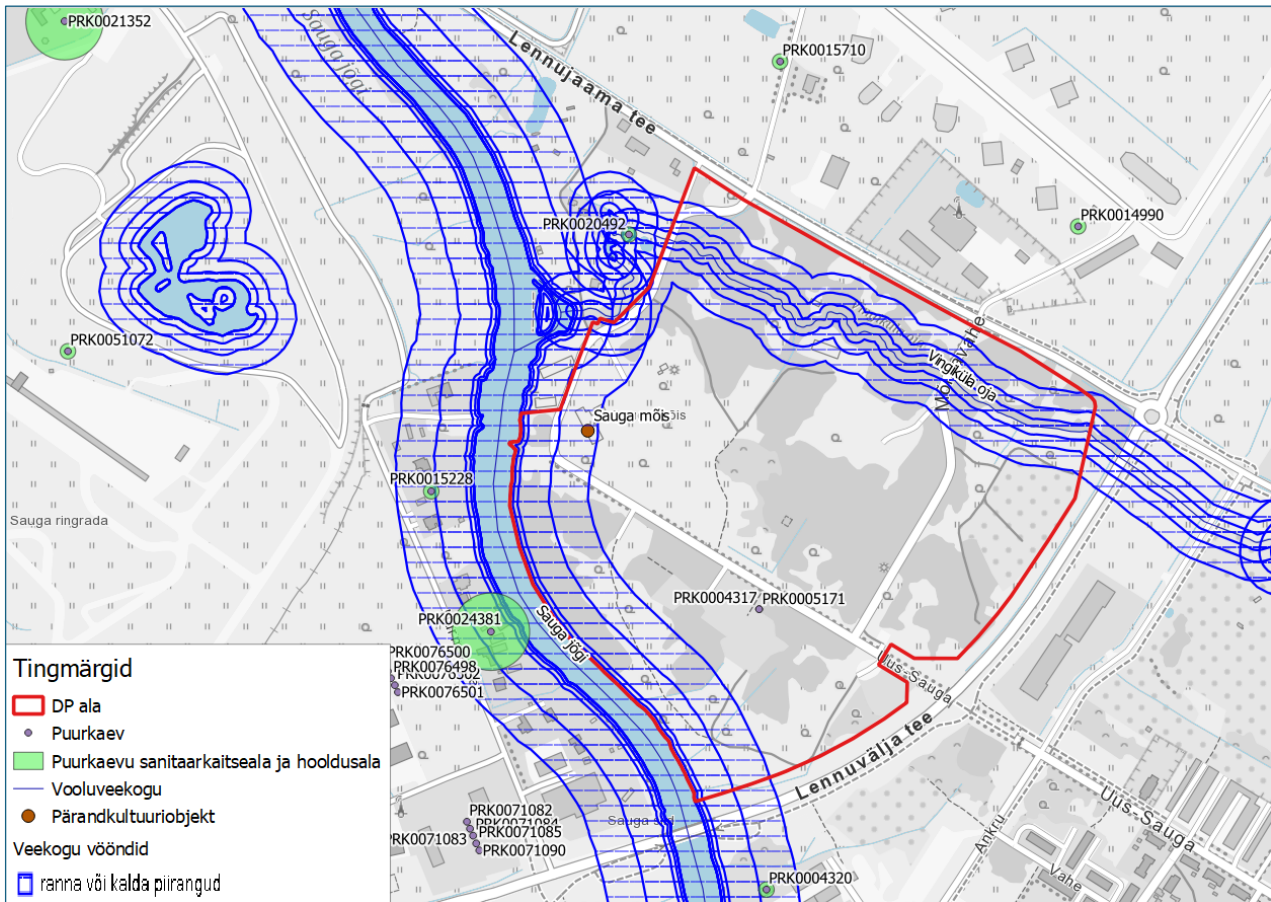 PRK0021352
Sauga jõgi
Lennujaama tee
PRK0015710
PRK0020492
PRK0014990
PRK0051072
Vingiküla oja
Sauga mõis
PRK0015228
Sauga ringrada
PRK0004317
PRK0005171
PRK0024381
Sauga jõgi
PRK0076500
PRK0076498
PRK0076501
Uus-Sauga
Lennuvälja tee
Uus-Sauga
PRK0071082
PRK0071085
PRK0071083
PRK0071090
Ankru
Vahe
PRK0004320
Tingmärgid
DP ala
Puurkaev
Puurkaevu sanitaarkaitseala ja hooldusala
Vooluveekogu
Pärandkultuuriobjekt
Veekogu vööndid
ranna või kalda piirangud